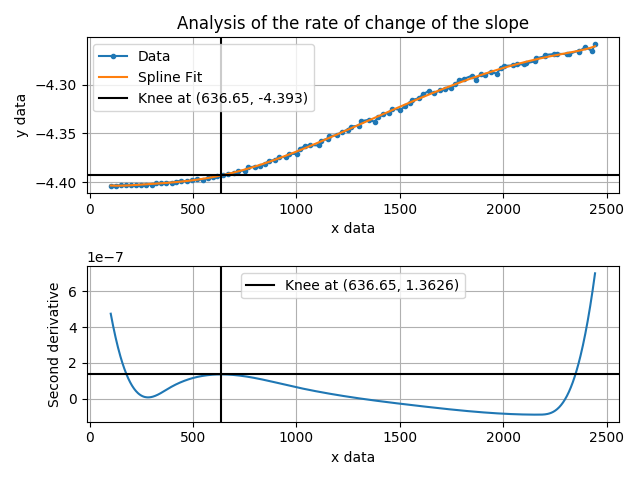 Analysis of the rate of change of the slope
Data
Spline Fit
Knee at (636.65, -4.393)
−4.30
−4.35
−4.40
y data
0 500 1000 1500 2000 2500
x data
1e−7
Knee at (636.65, 1.3626)
6
4
2
0
Second derivative
0 500 1000 1500 2000 2500
x data